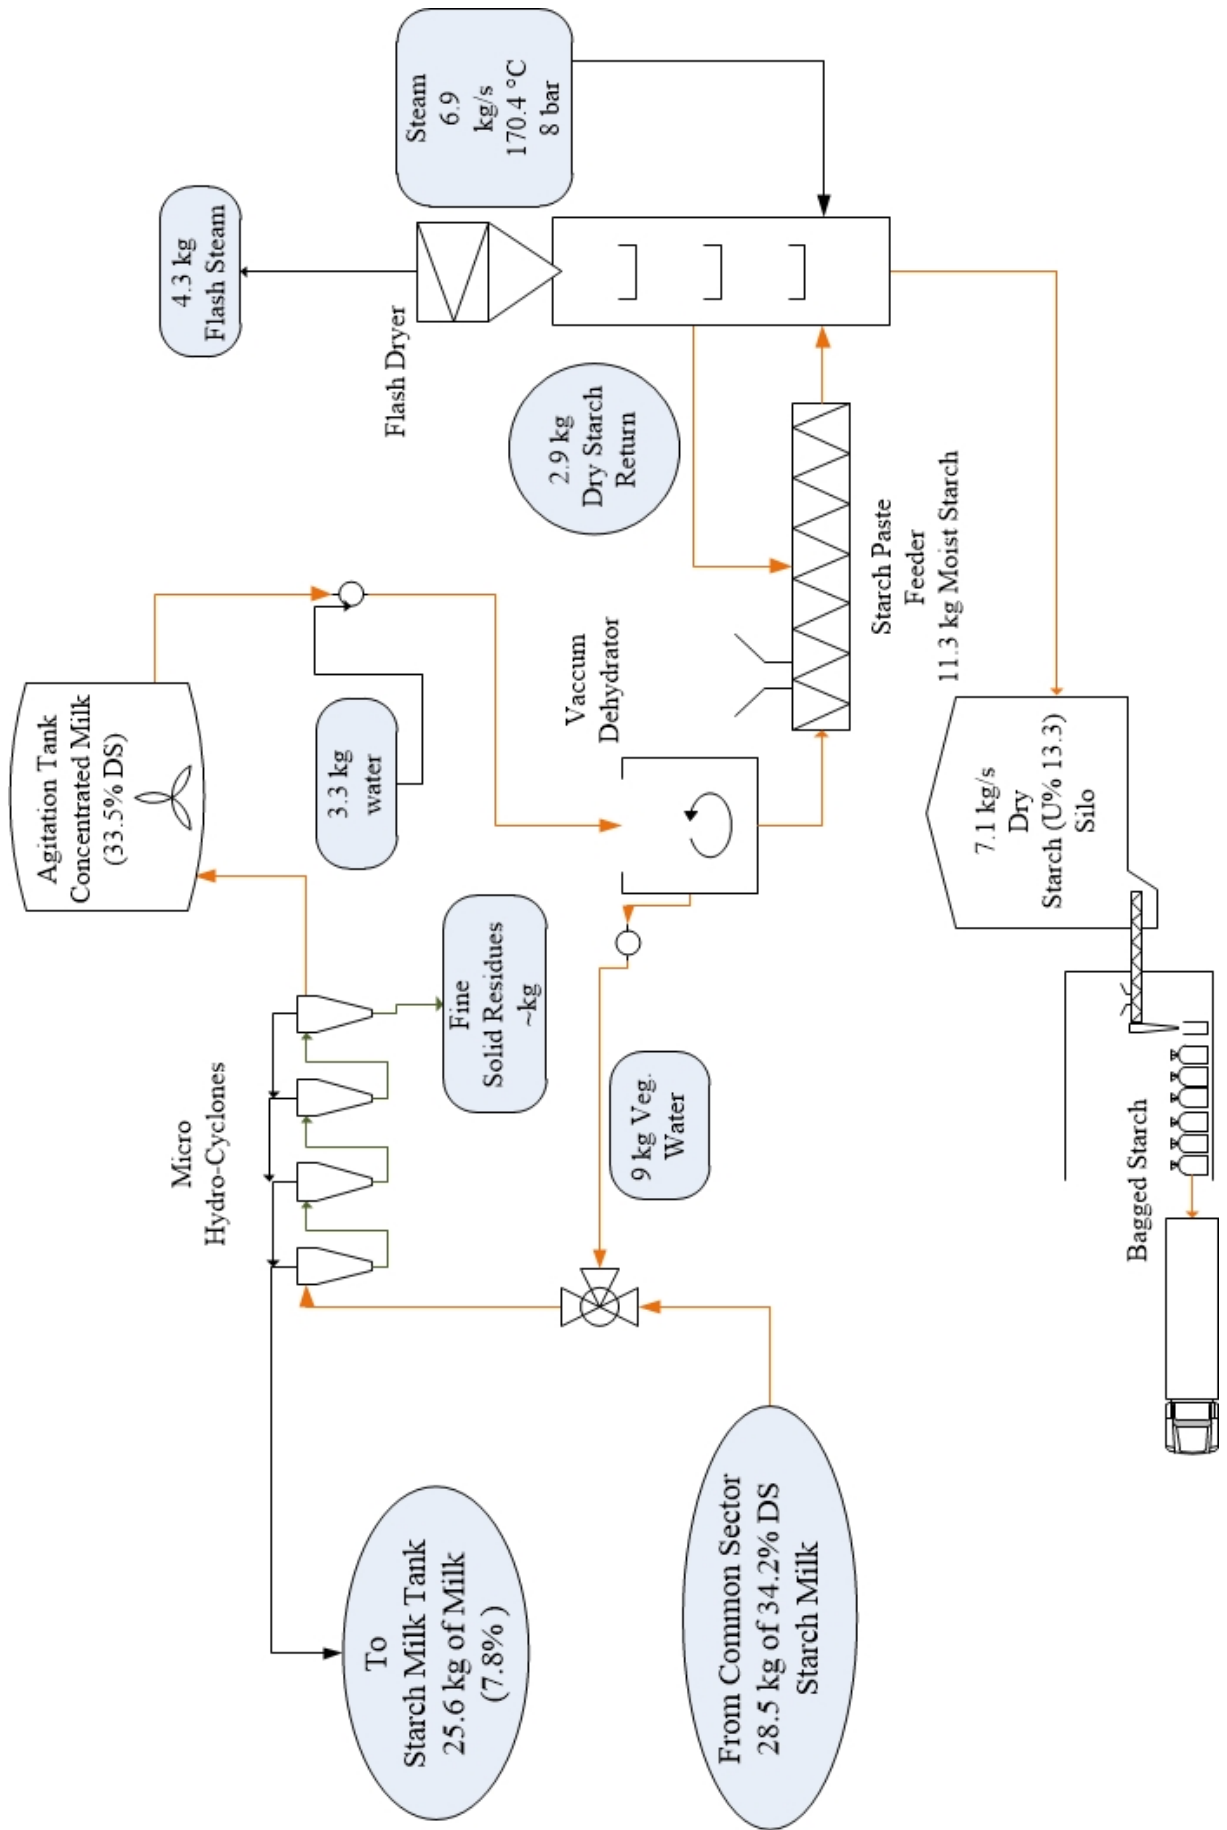 Steam
6.9
kg/s
170.4 °C
8 bar
4.3 kg
Flash Steam
Flash Dryer
2.9 kg
Dry Starch
Return
Agitation Tank
Concentrated Milk
(33.5% DS)
3.3 kg
water
Vaccum
Dehydrator
Starch Paste
Feeder
11.3 kg Moist Starch
7.1 kg/s
Dry
Starch (U% 13.3)
Silo
Micro
Hydro-Cyclones
Fine
Solid Residues
~kg
9 kg Veg.
Water
Bagged Starch
To
Starch Milk Tank
25.6 kg of Milk
(7.8% )
From Common Sector
28.5 kg of 34.2% DS
Starch Milk